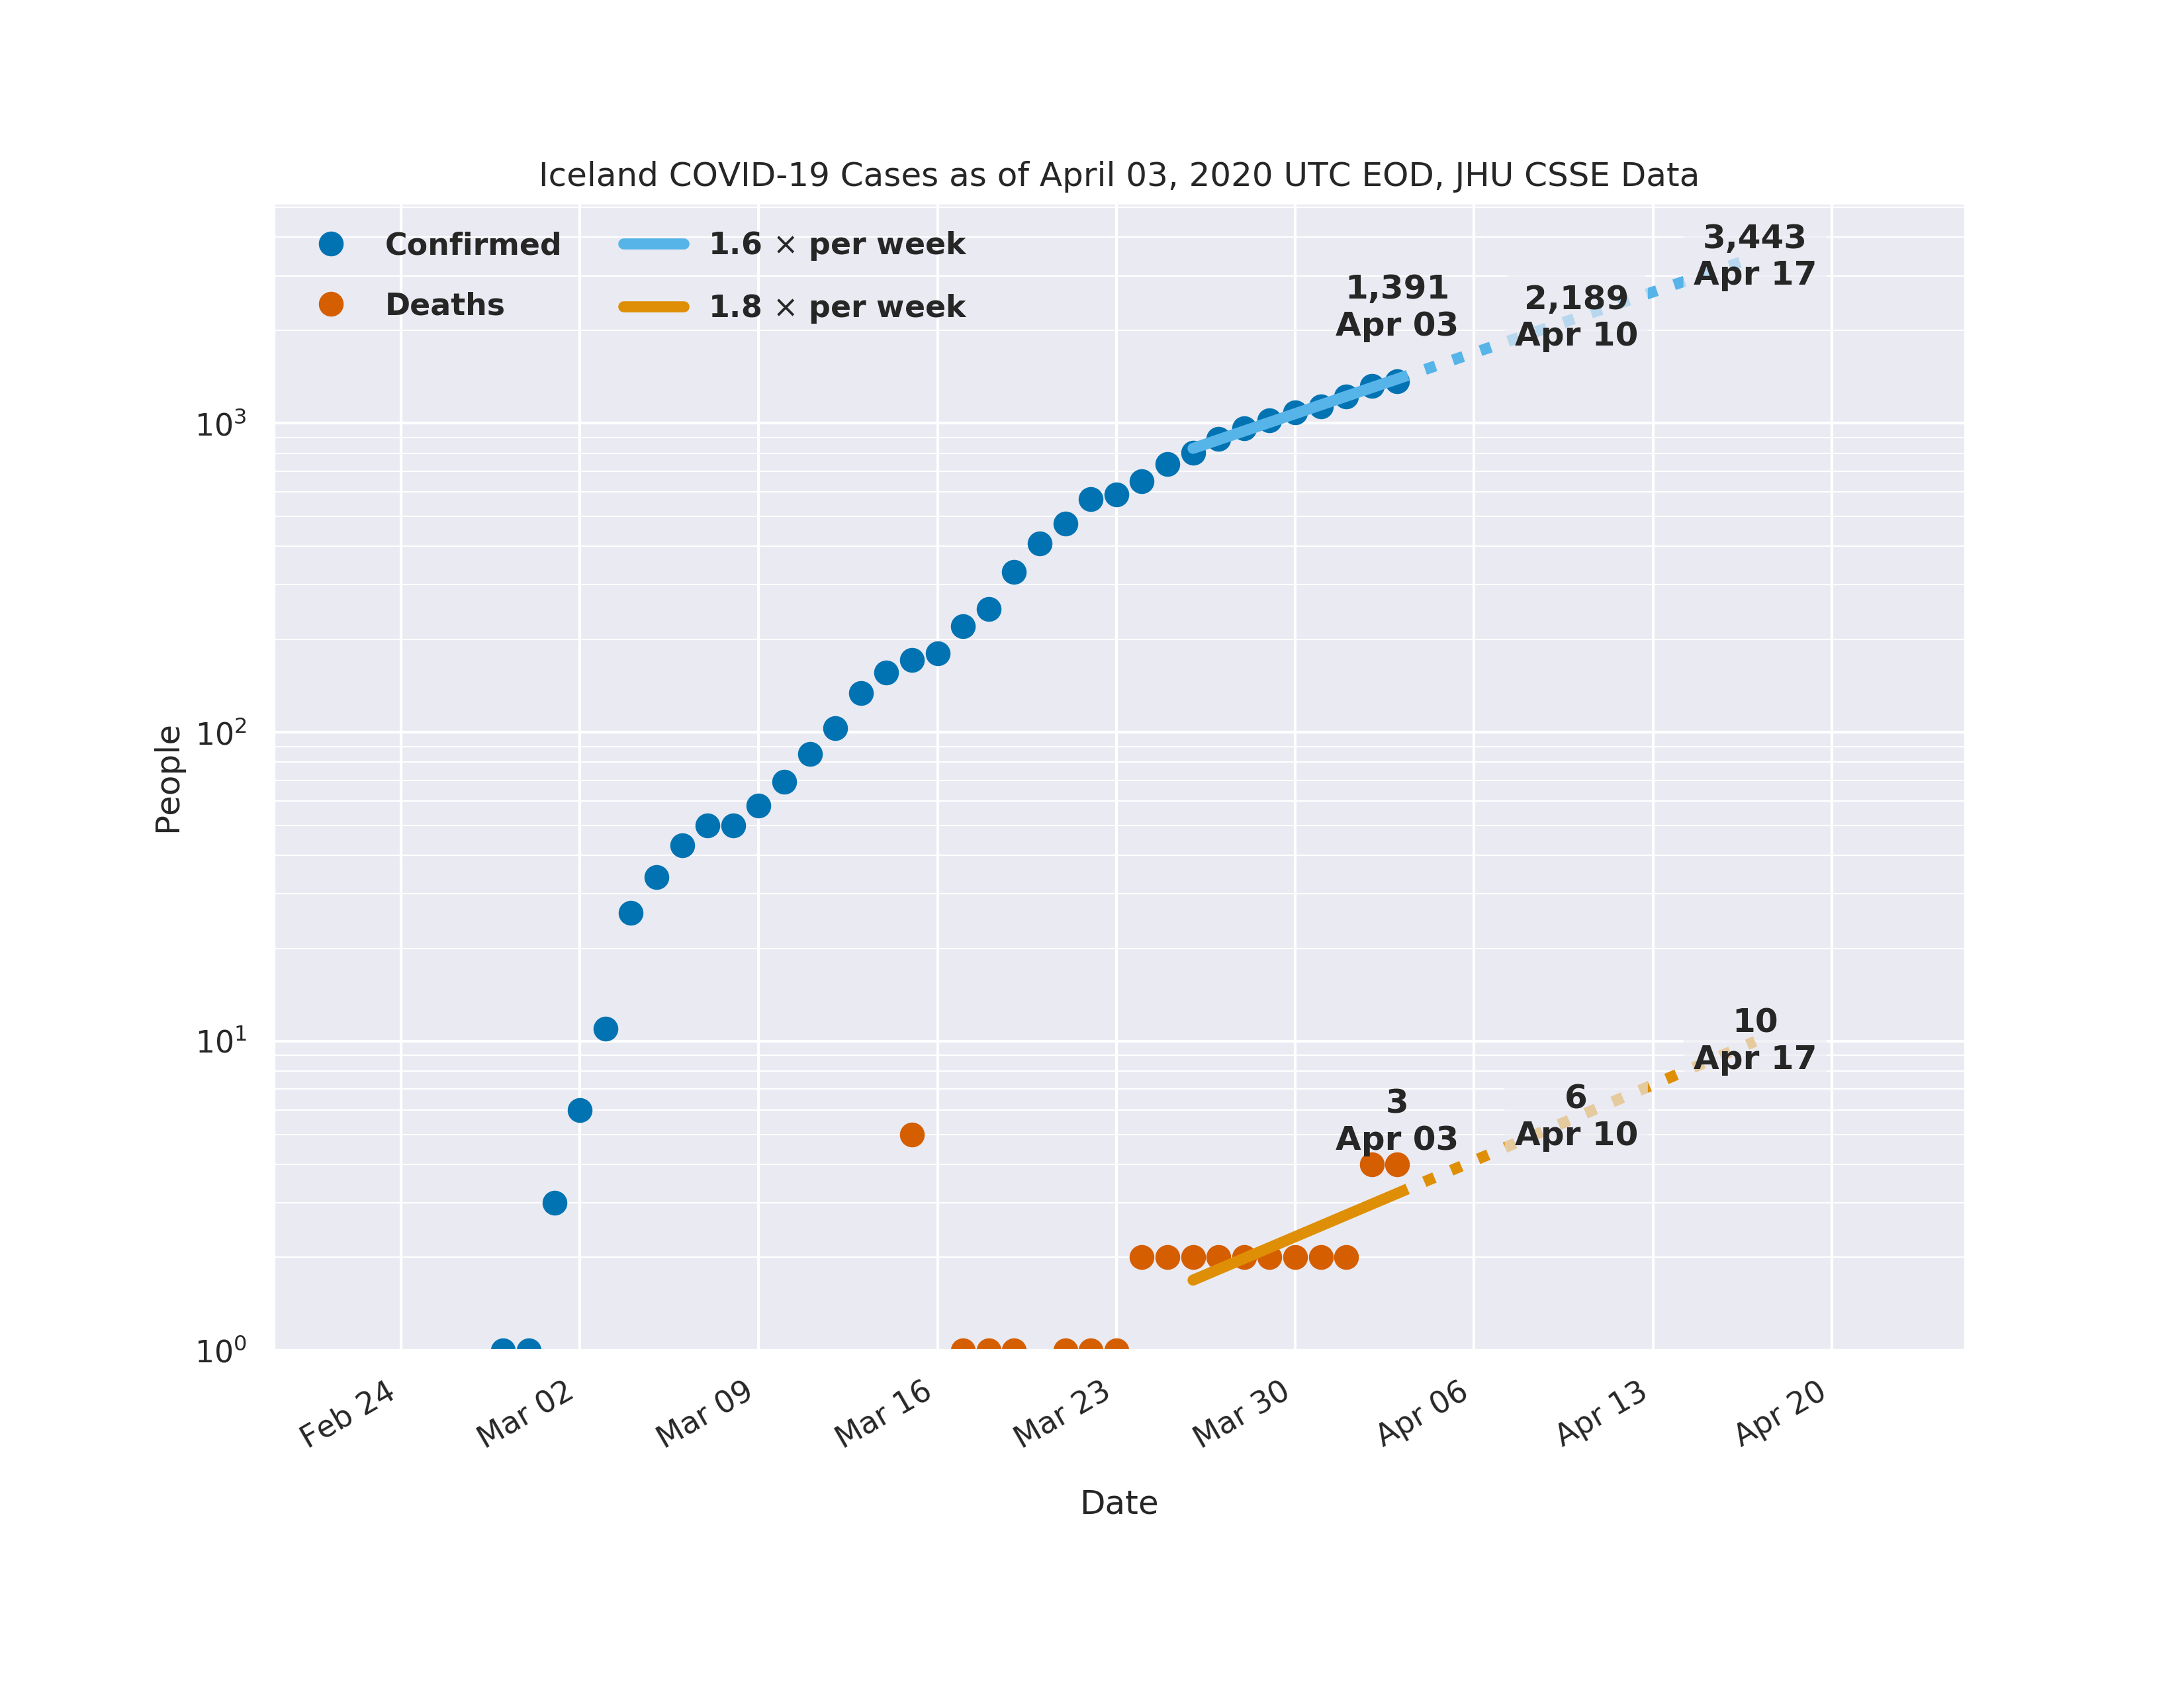 Iceland COVID-19 Cases as of April 03, 2020 UTC EOD, JHU CSSE Data
Confirmed
Deaths
1.6 × per week
1.8 × per week
1,391
Apr 03
2,189
Apr 10
3,443
Apr 17
3
Apr 03
6
Apr 10
10
Apr 17
People
10³
10²
10¹
10⁰
Feb 24
Mar 02
Mar 09
Mar 16
Mar 23
Mar 30
Apr 06
Apr 13
Apr 20
Date